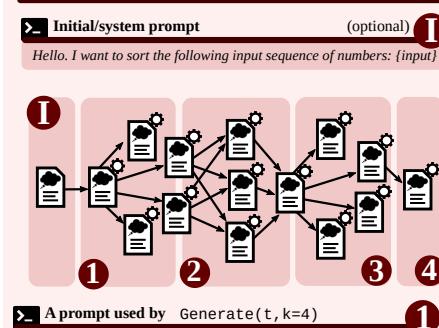 Initial/system prompt (optional) I
Hello. I want to sort the following input sequence of numbers: {input}
I
1 2 3 4
A prompt used by Generate(t,k=4) 1